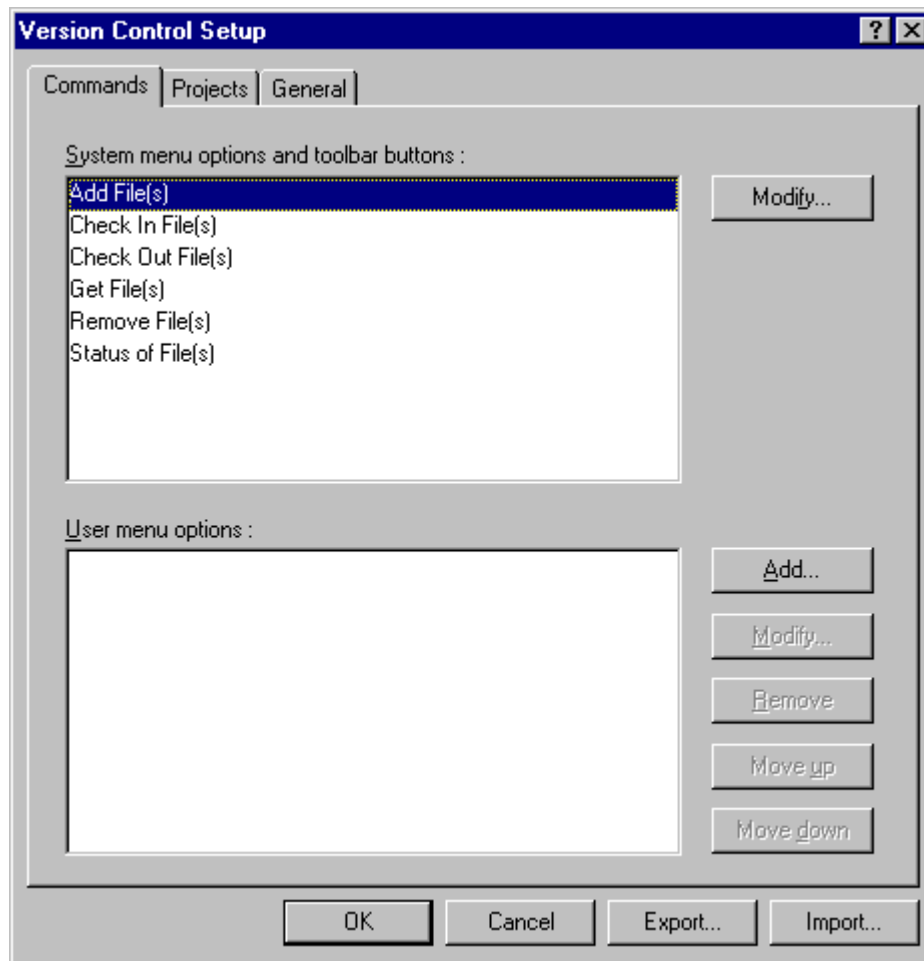 Version Control Setup
Commands Projects General
System menu options and toolbar buttons :
Add File(s)
Modify...
Check In File(s)
Check Out File(s)
Get File(s)
Remove File(s)
Status of File(s)
User menu options :
Add...
Modify...
Remove
Move up
Move down
OK Cancel Export... Import...